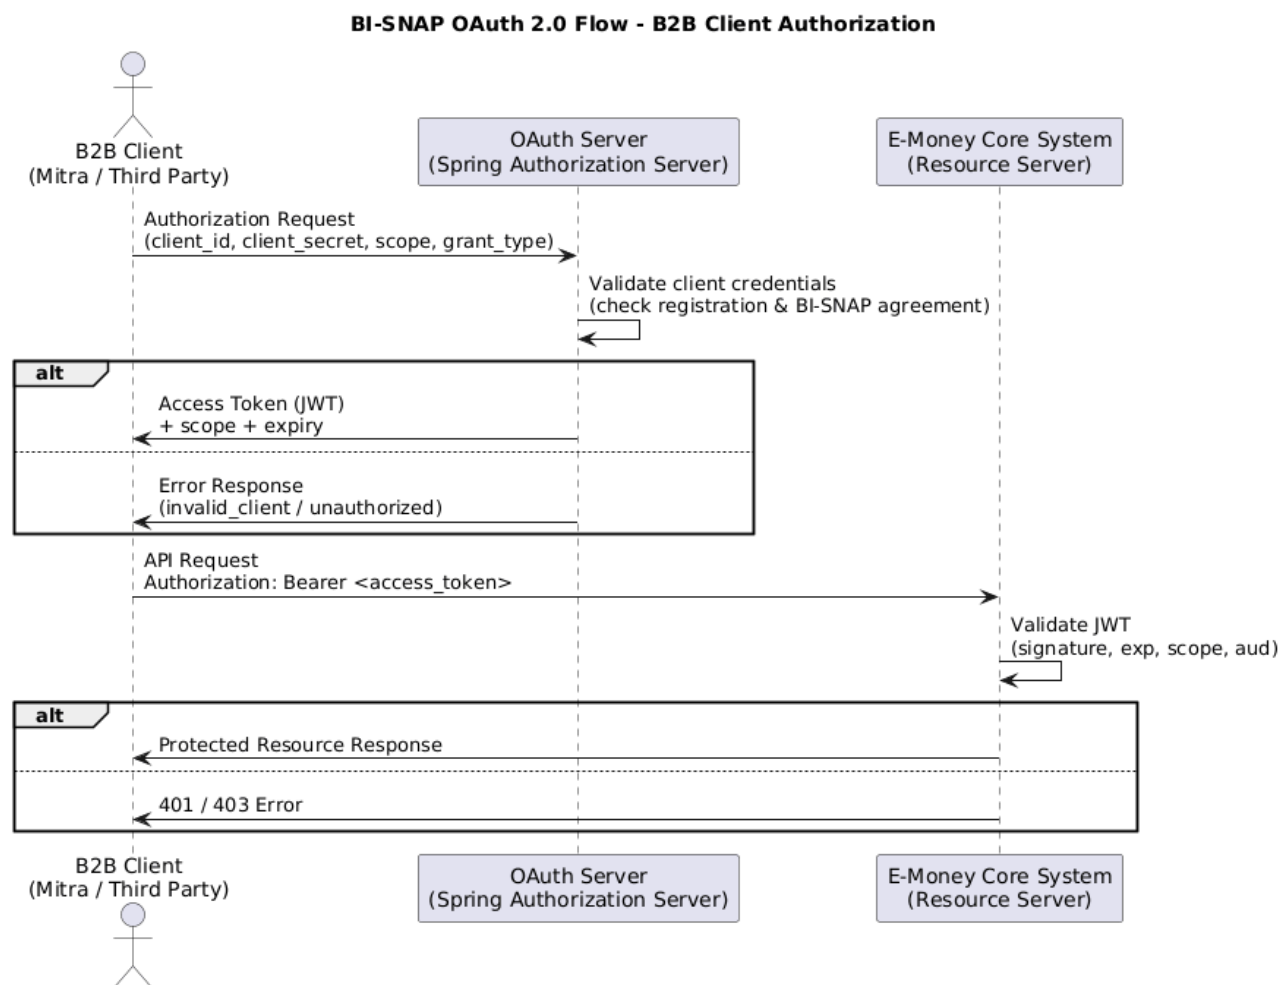 BI-SNAP OAuth 2.0 Flow - B2B Client Authorization
B2B Client
(Mitra / Third Party)
OAuth Server
(Spring Authorization Server)
E-Money Core System
(Resource Server)
Authorization Request
(client_id, client_secret, scope, grant_type)
Validate client credentials
(check registration & BI-SNAP agreement)
alt
Access Token (JWT)
+ scope + expiry
Error Response
(invalid_client / unauthorized)
API Request
Authorization: Bearer <access_token>
Validate JWT
(signature, exp, scope, aud)
alt
Protected Resource Response
401 / 403 Error
B2B Client
(Mitra / Third Party)
OAuth Server
(Spring Authorization Server)
E-Money Core System
(Resource Server)